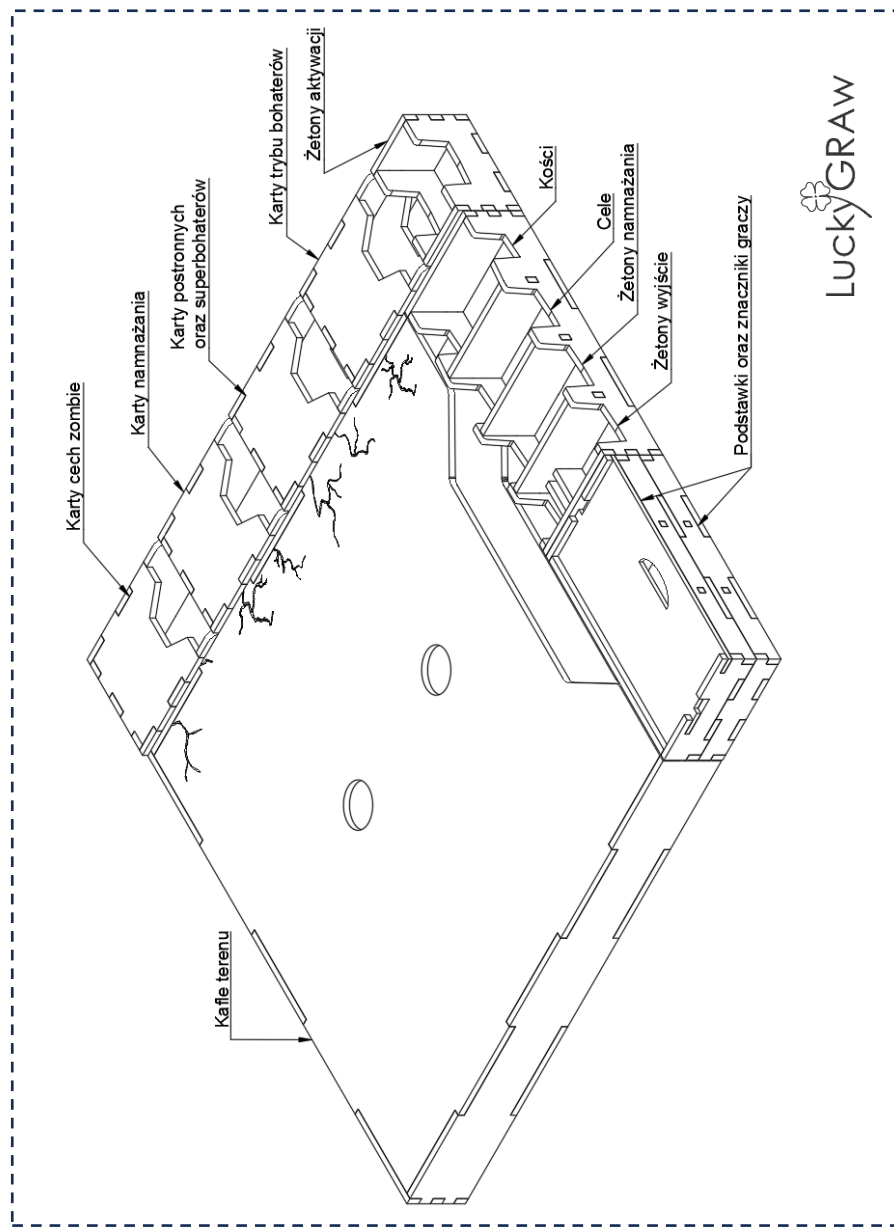 Karty cech zombie
Karty namnażania
Karty postronnych
oraz superbohaterów
Karty trybu bohaterów
Żetony aktywacji
Kafle terenu
Kości
Cele
Żetony namnażania
Żetony wyjście
Podstawki oraz znaczniki graczy
LuckyGRAW